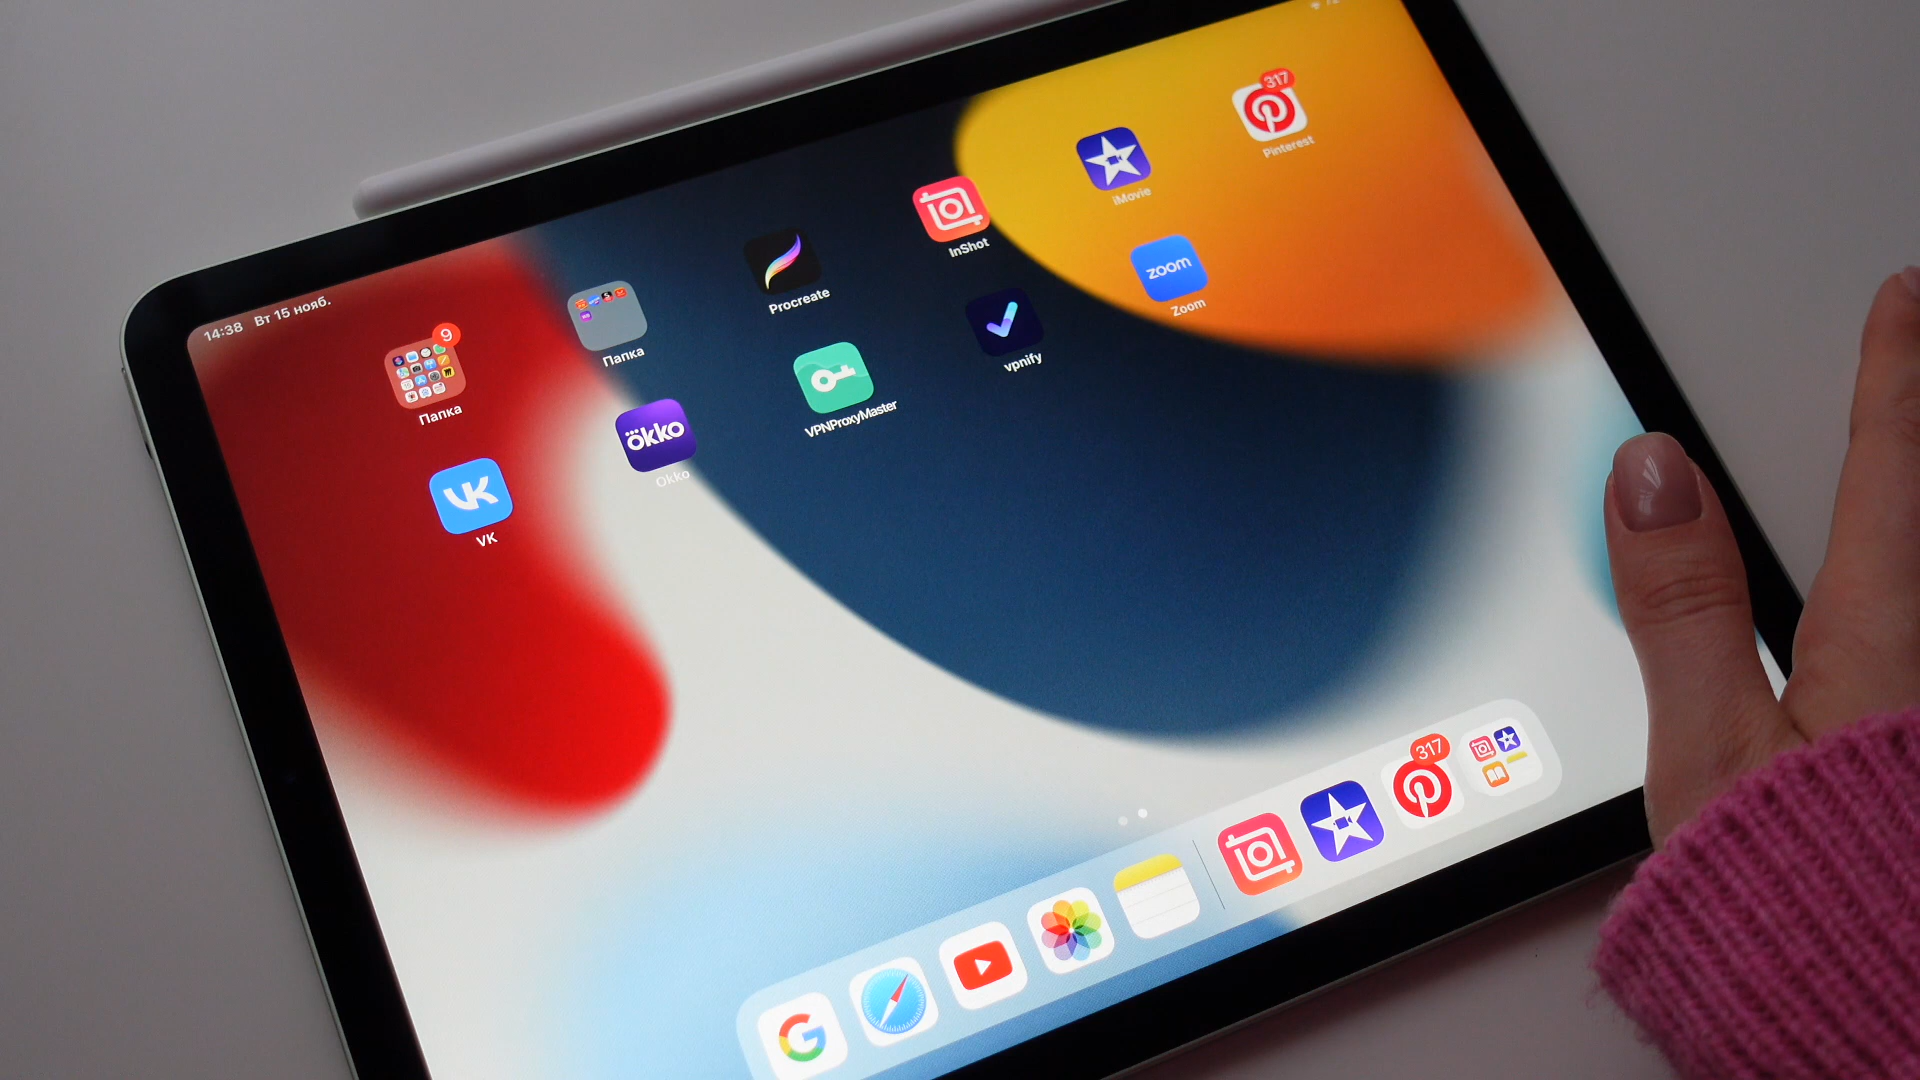 14:38 Вт 15 нояб.
9
Папка
Папка
Procreate
InShot
iMovie
317
Pinterest
VK
VK
ökko
Okko
VPNProxyMaster
vpnify
zoom
Zoom
317